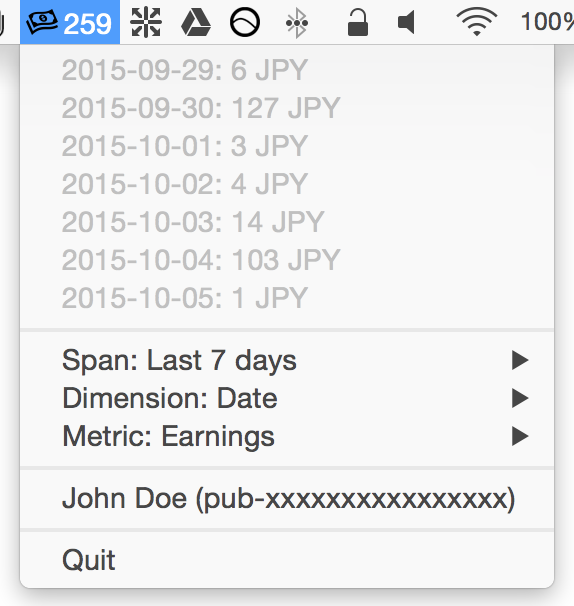 259
100%
2015-09-29: 6 JPY
2015-09-30: 127 JPY
2015-10-01: 3 JPY
2015-10-02: 4 JPY
2015-10-03: 14 JPY
2015-10-04: 103 JPY
2015-10-05: 1 JPY
Span: Last 7 days
Dimension: Date
Metric: Earnings
John Doe (pub-xxxxxxxxxxxxxxxx)
Quit